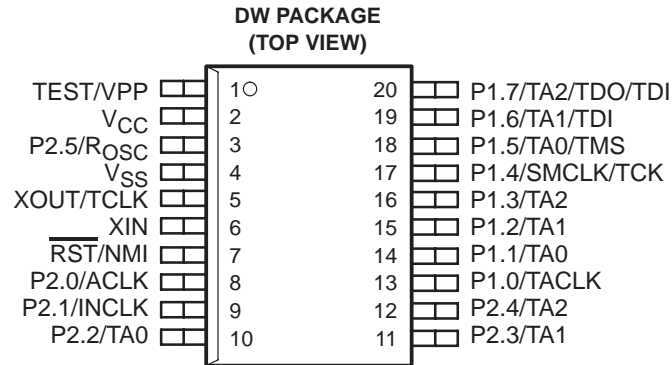 DW PACKAGE
(TOP VIEW)
TEST/VPP 1 20 P1.7/TA2/TDO/TDI
VCC 2 19 P1.6/TA1/TDI
P2.5/ROSC 3 18 P1.5/TA0/TMS
VSS 4 17 P1.4/SMCLK/TCK
XOUT/TCLK 5 16 P1.3/TA2
XIN 6 15 P1.2/TA1
RST/NMI 7 14 P1.1/TA0
P2.0/ACLK 8 13 P1.0/TACLK
P2.1/INCLK 9 12 P2.4/TA2
P2.2/TA0 10 11 P2.3/TA1